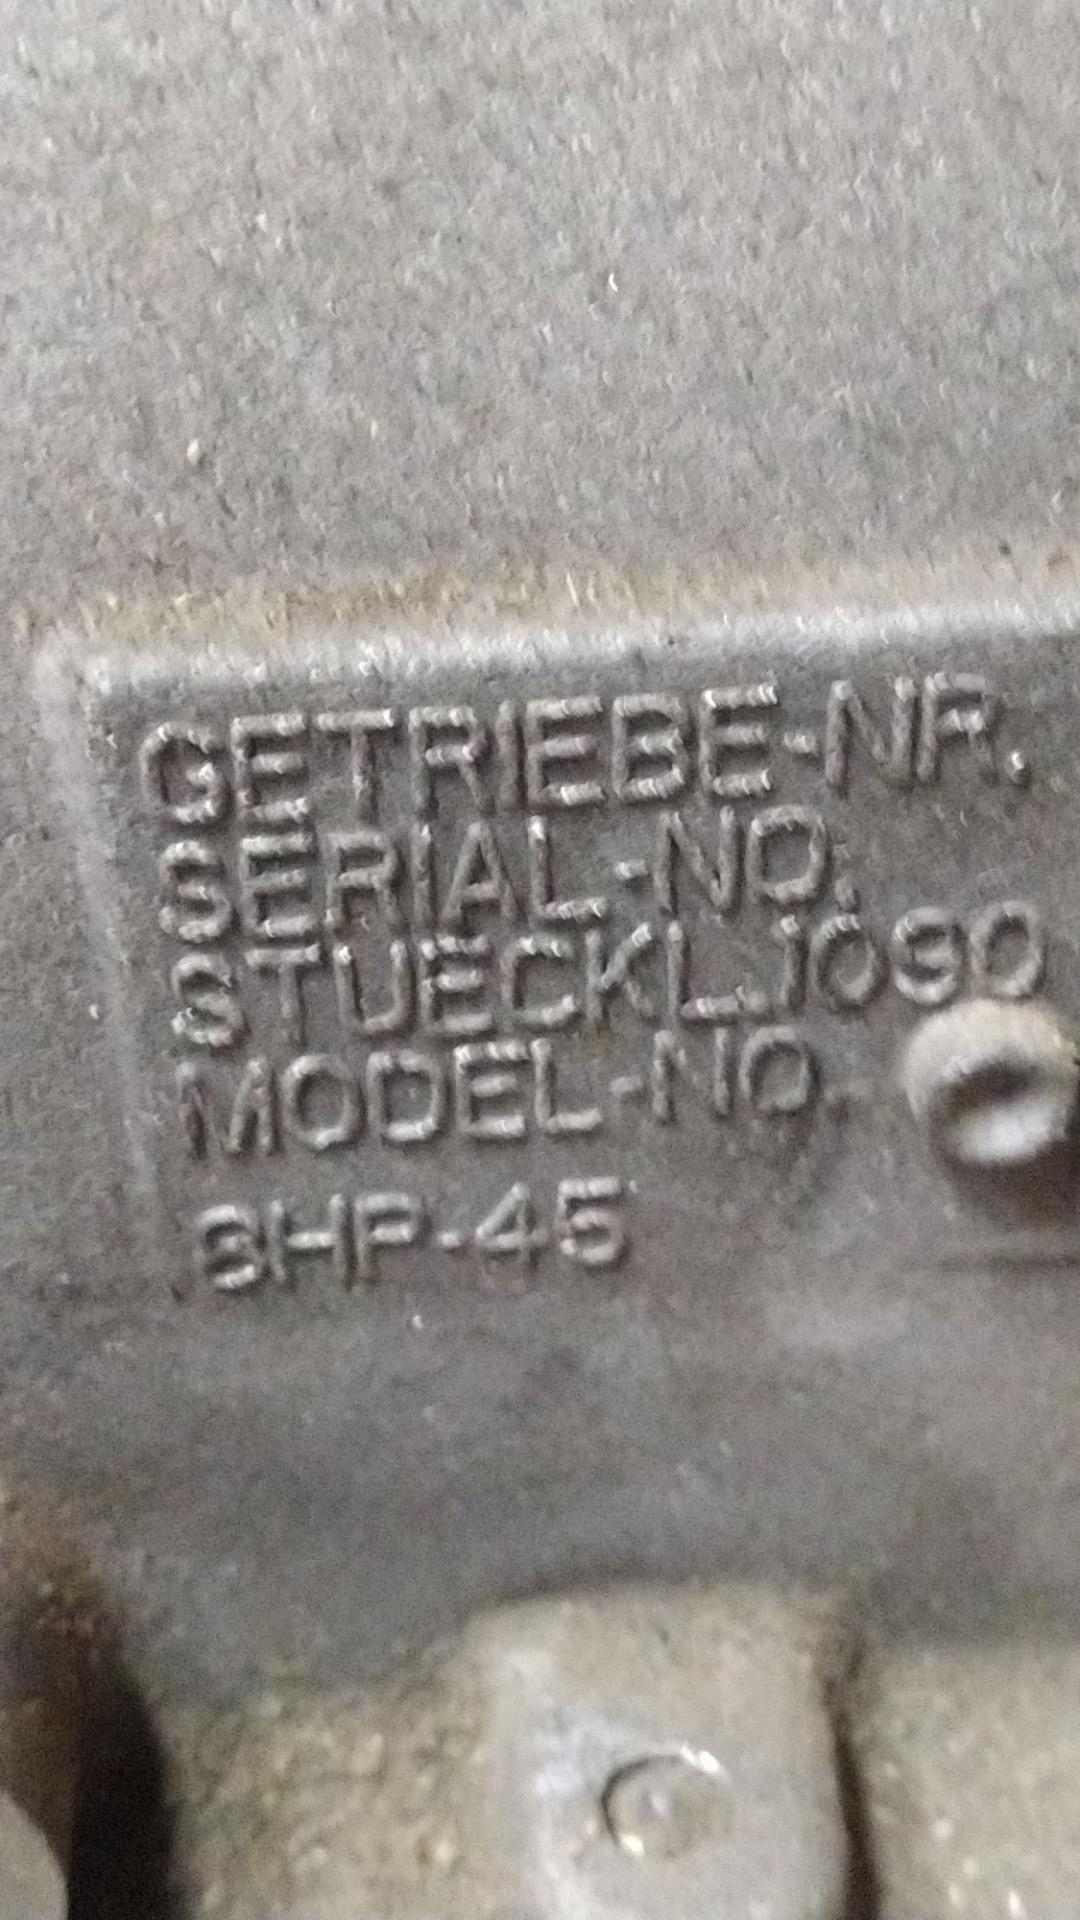 GETRIEBE-NR.
SERIAL-NO.
STUECKL.1090
MODEL-NO.
8HP-45